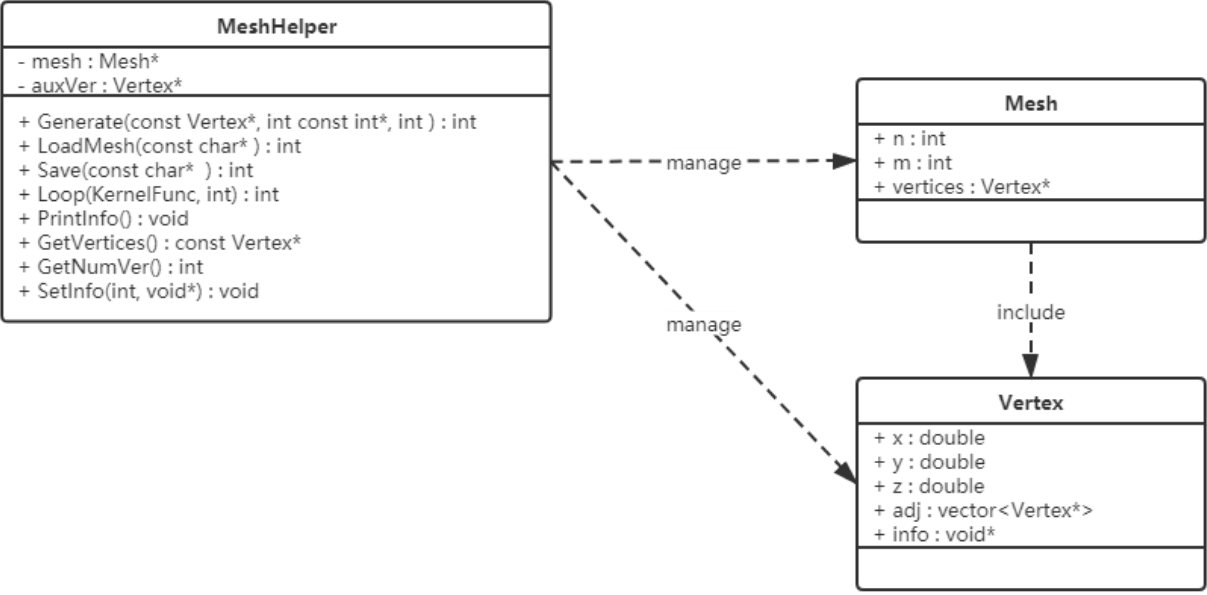 MeshHelper
- mesh : Mesh*
- auxVer : Vertex*
+ Generate(const Vertex*, int const int*, int ) : int
+ LoadMesh(const char* ) : int
+ Save(const char*  ) : int
+ Loop(KernelFunc, int) : int
+ PrintInfo() : void
+ GetVertices() : const Vertex*
+ GetNumVer() : int
+ SetInfo(int, void*) : void
manage
manage
Mesh
+ n : int
+ m : int
+ vertices : Vertex*
include
Vertex
+ x : double
+ y : double
+ z : double
+ adj : vector<Vertex*>
+ info : void*